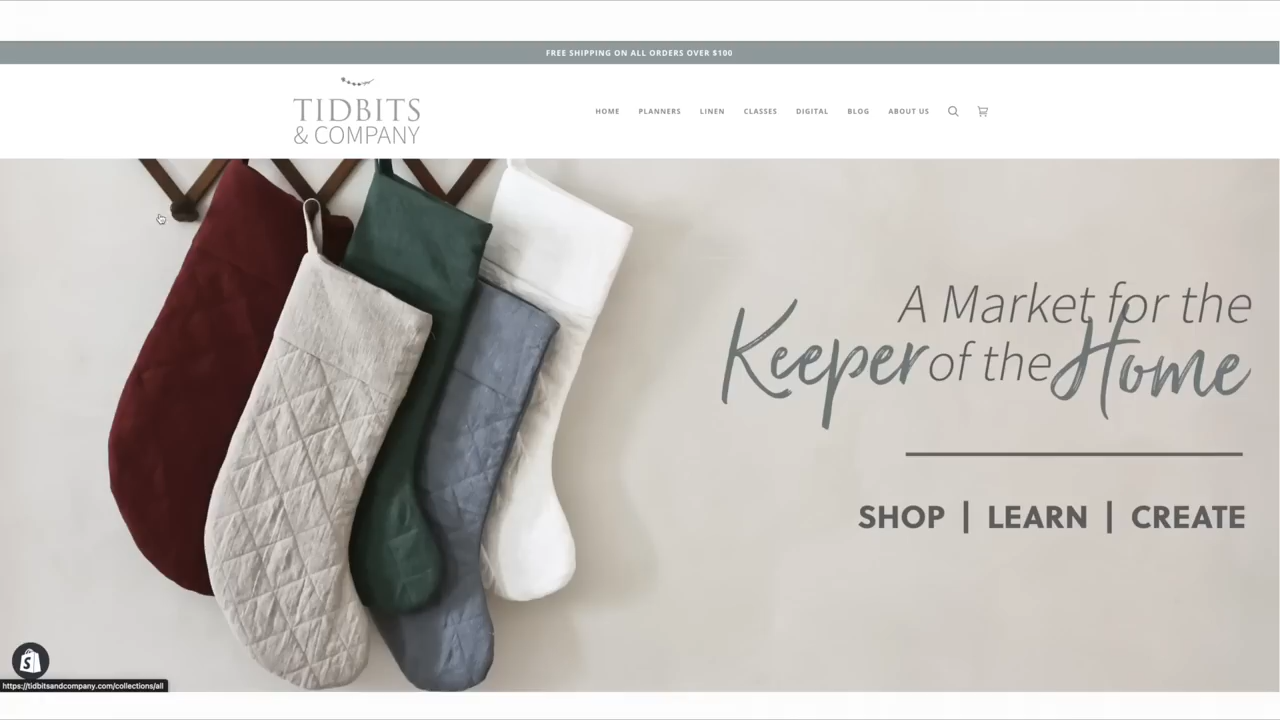 FREE SHIPPING ON ALL ORDERS OVER $100
TIDBITS
& COMPANY
HOME PLANNERS LINEN CLASSES DIGITAL BLOG ABOUT US
A Market for the
Keeper of the Home
SHOP | LEARN | CREATE
https://tidbitsandcompany.com/collections/all